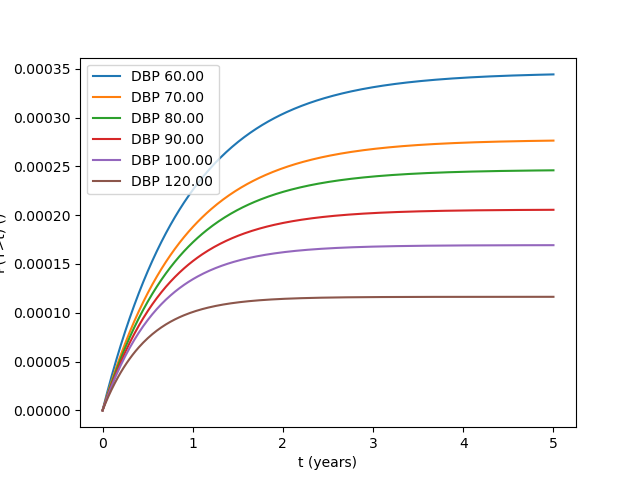 DBP 60.00
DBP 70.00
DBP 80.00
DBP 90.00
DBP 100.00
DBP 120.00
0.00035
0.00030
0.00025
0.00020
0.00015
0.00010
0.00005
0.00000
0 1 2 3 4 5
t (years)